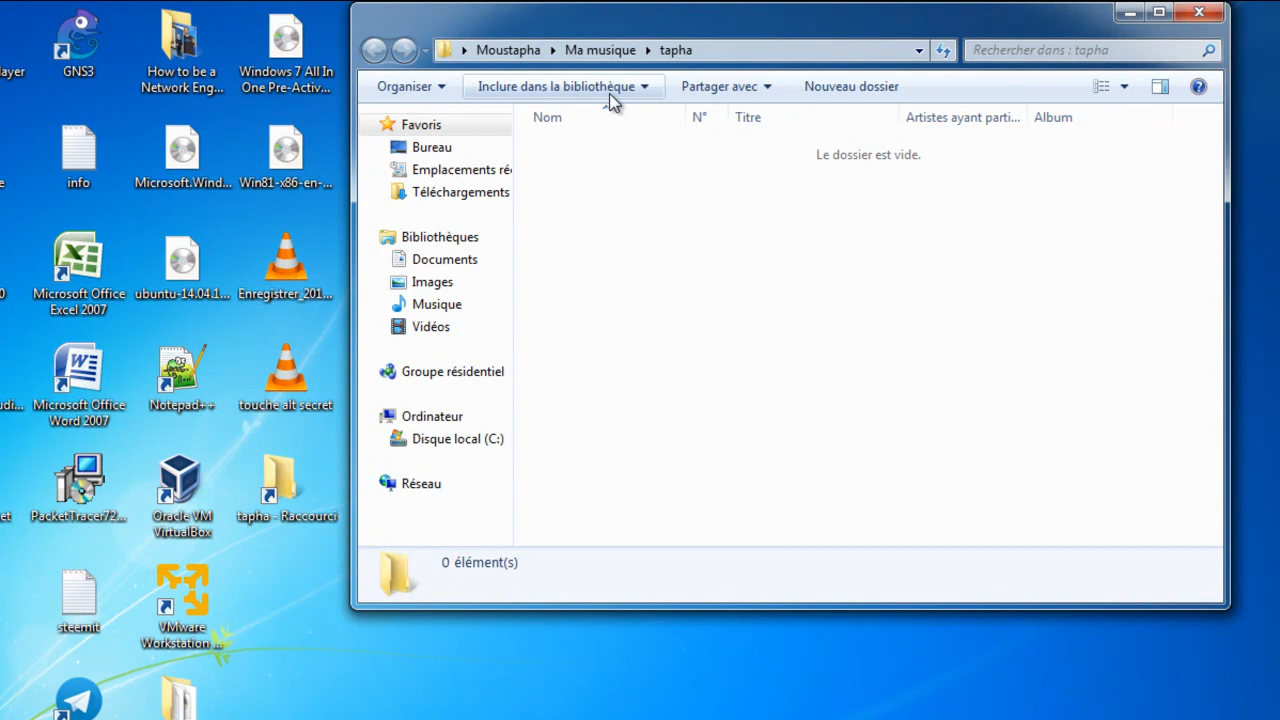 ayer
GNS3
How to be a
Network Eng...
Windows 7 All In
One Pre-Activ...
e
info
Microsoft.Wind...
Win81-x86-en-...
0
Microsoft Office
Excel 2007
ubuntu-14.04.1...
Enregistrer_201...
udi...
Microsoft Office
Word 2007
Notepad++
touche alt secret
et
PacketTracer72...
Oracle VM
VirtualBox
tapha - Raccourci
steemit
VMware
Workstation ...
Moustapha
Ma musique
tapha
Rechercher dans : tapha
Organiser
Inclure dans la bibliothèque
Partager avec
Nouveau dossier
Nom
N°
Titre
Artistes ayant parti...
Album
Le dossier est vide.
Favoris
Bureau
Emplacements ré
Téléchargements
Bibliothèques
Documents
Images
Musique
Vidéos
Groupe résidentiel
Ordinateur
Disque local (C:)
Réseau
0 élément(s)